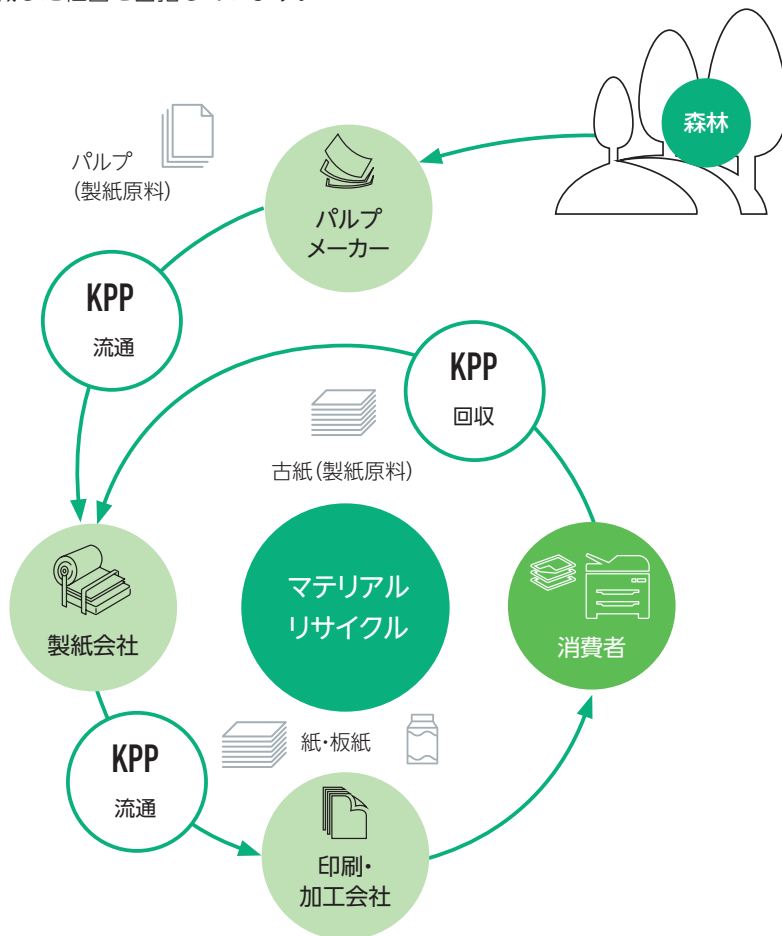 森林
パルプ
(製紙原料)
パルプ
メーカー
KPP
流通
KPP
回収
古紙(製紙原料)
マテリアル
リサイクル
製紙会社
消費者
KPP
流通
紙・板紙
印刷・
加工会社